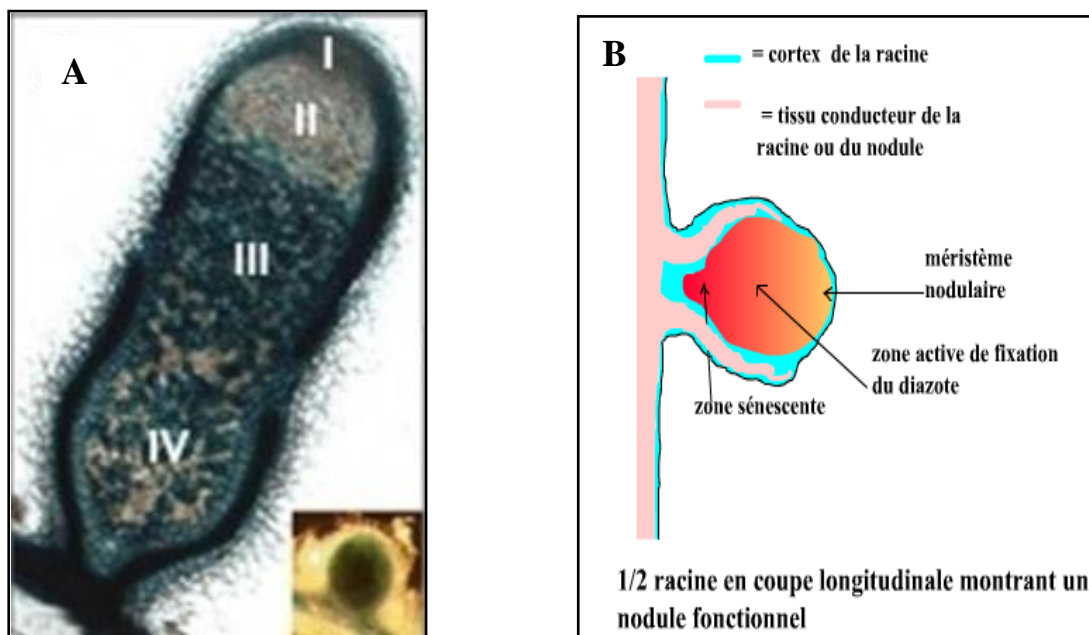 A
I
II
III
IV
B
= cortex de la racine
= tissu conducteur de la
racine ou du nodule
méristème
nodulaire
zone active de fixation
du diazote
zone sénescente
1/2 racine en coupe longitudinale montrant un
nodule fonctionnel